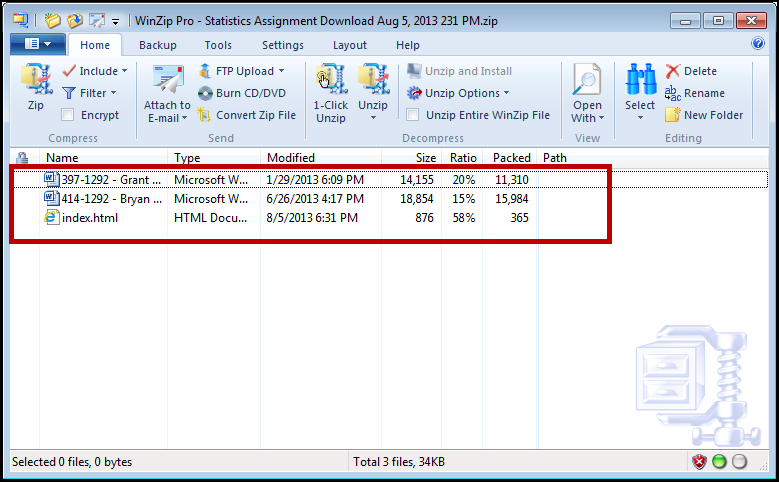 WinZip Pro - Statistics Assignment Download Aug 5, 2013 231 PM.zip
Home Backup Tools Settings Layout Help
Zip
Include
Filter
Encrypt
Compress
Attach to
E-mail
FTP Upload
Burn CD/DVD
Convert Zip File
Send
1-Click
Unzip
Unzip
Unzip and Install
Unzip Options
Unzip Entire WinZip File
Decompress
Open
With
View
Select
Delete
Rename
New Folder
Editing
Name Type Modified Size Ratio Packed Path
397-1292 - Grant ... Microsoft W... 1/29/2013 6:09 PM 14,155 20% 11,310
414-1292 - Bryan ... Microsoft W... 6/26/2013 4:17 PM 18,854 15% 15,984
index.html HTML Docu... 8/5/2013 6:31 PM 876 58% 365
Selected 0 files, 0 bytes Total 3 files, 34KB